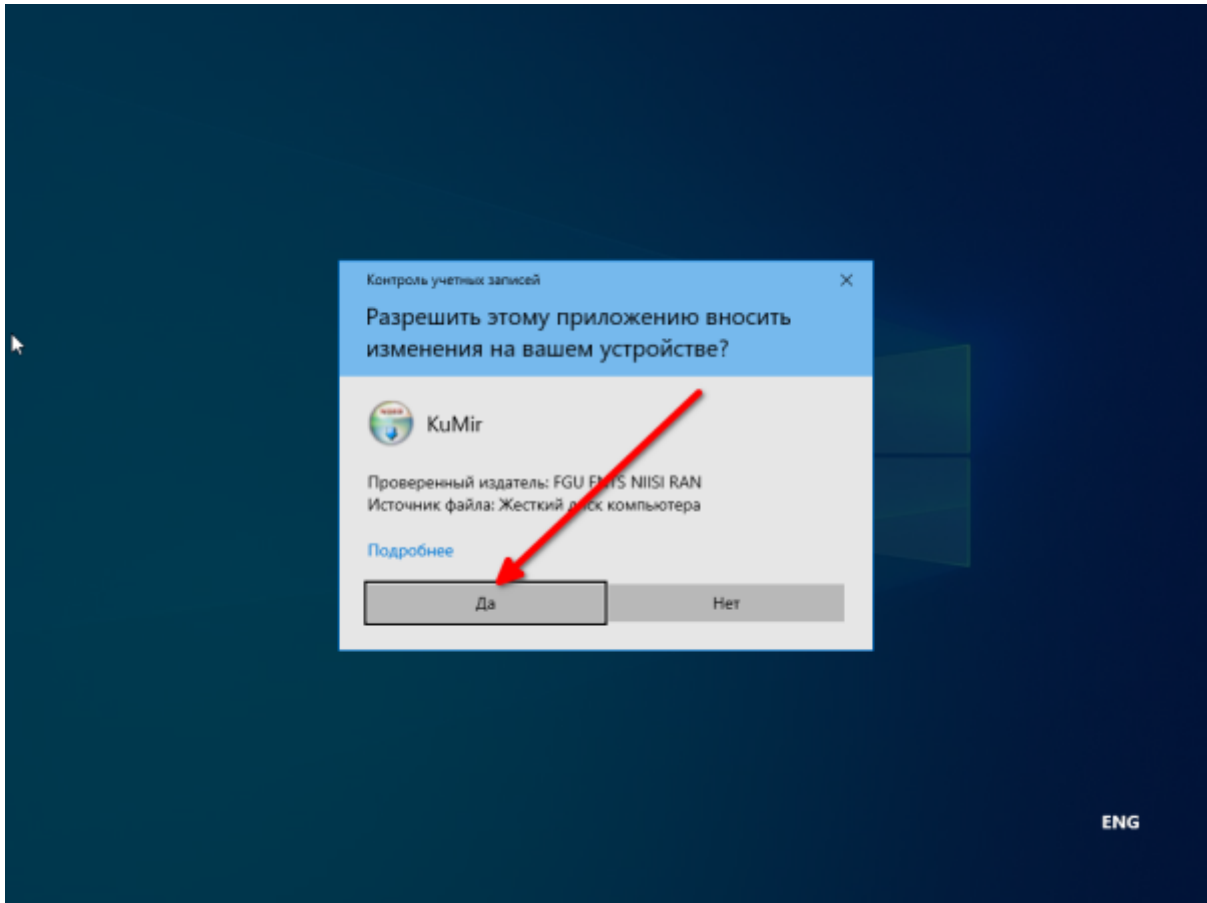 Контроль учетных записей
Разрешить этому приложению вносить
изменения на вашем устройстве?
KuMir
Проверенный издатель: FGU FNTS NIISI RAN
Источник файла: Жесткий диск компьютера
Подробнее
Да
Нет
ENG